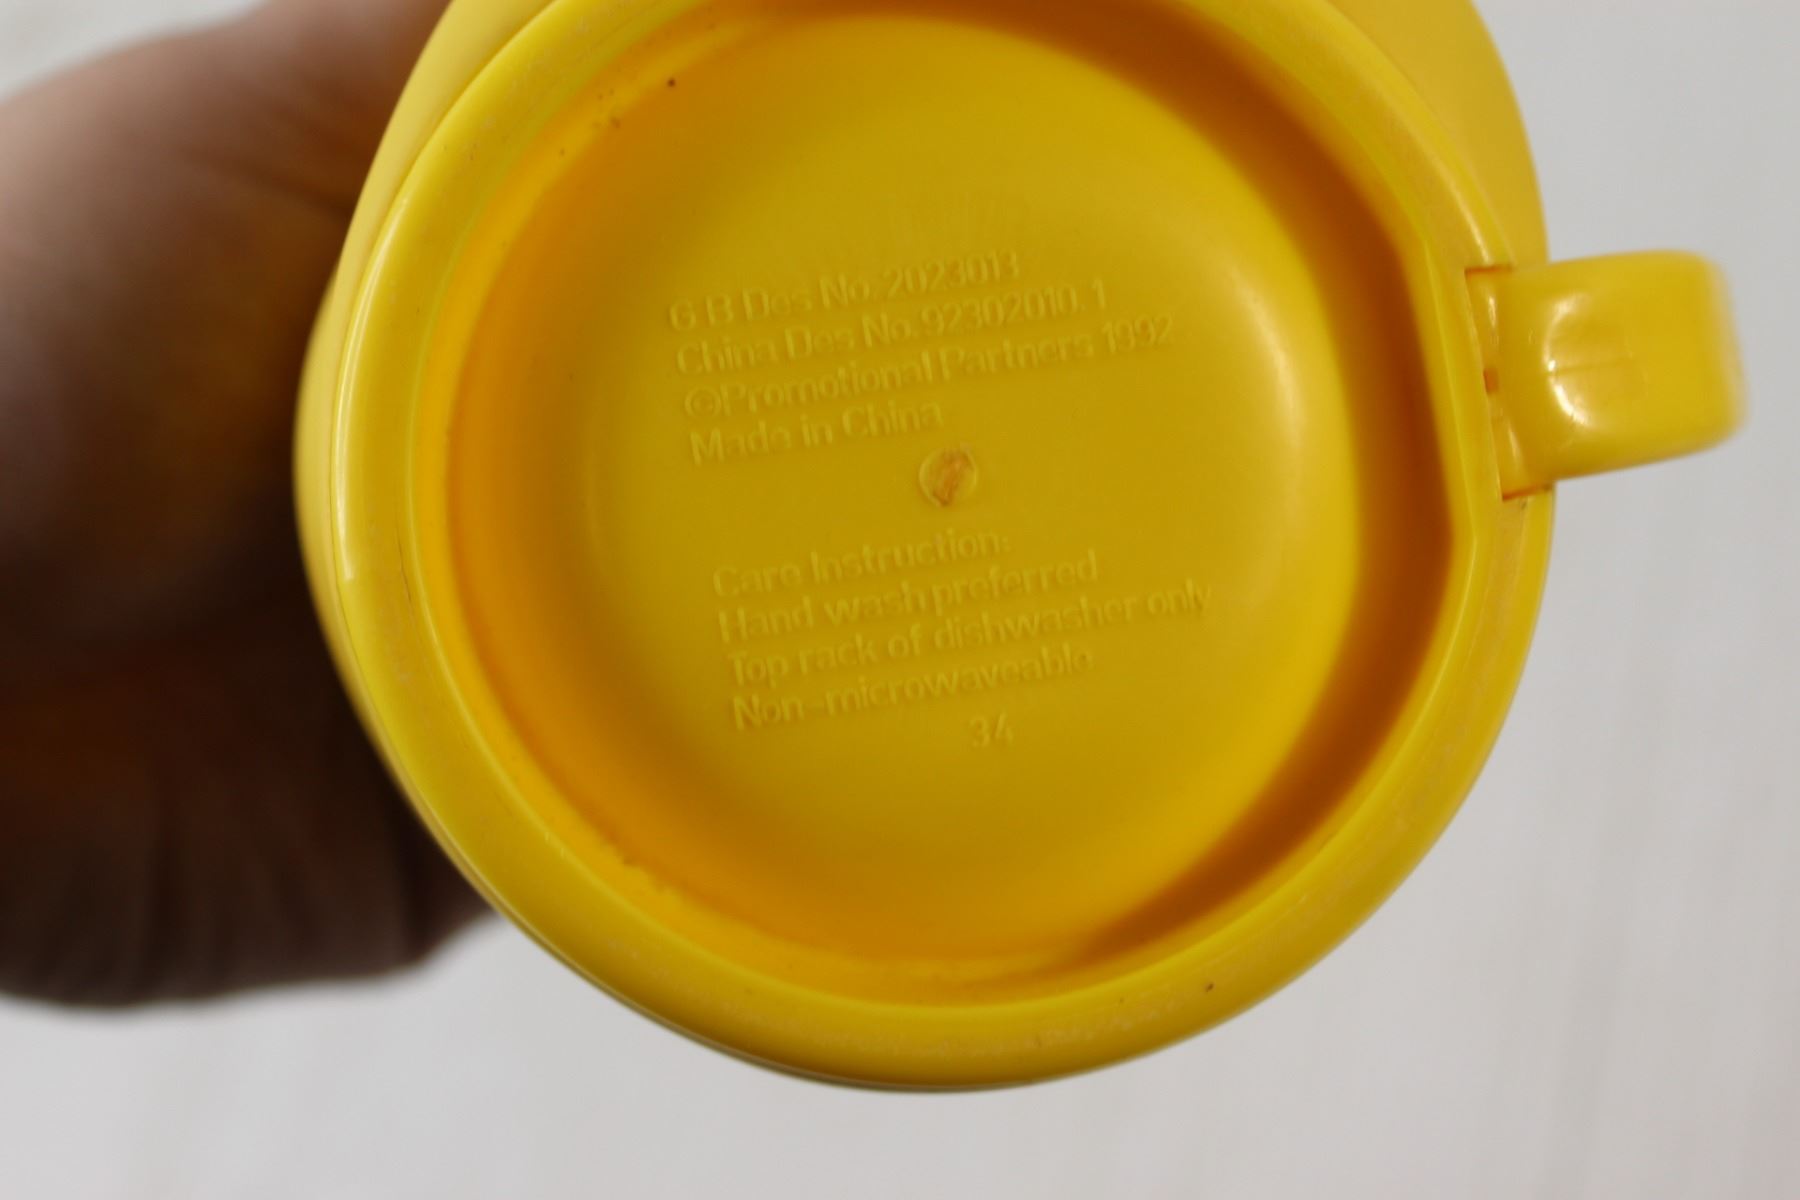 G B Des No. 2023013
China Des No. 92302010. 1
©Promotional Partners 1992
Made in China
Care Instruction:
Hand wash preferred
Top rack of dishwasher only
Non-microwaveable
34